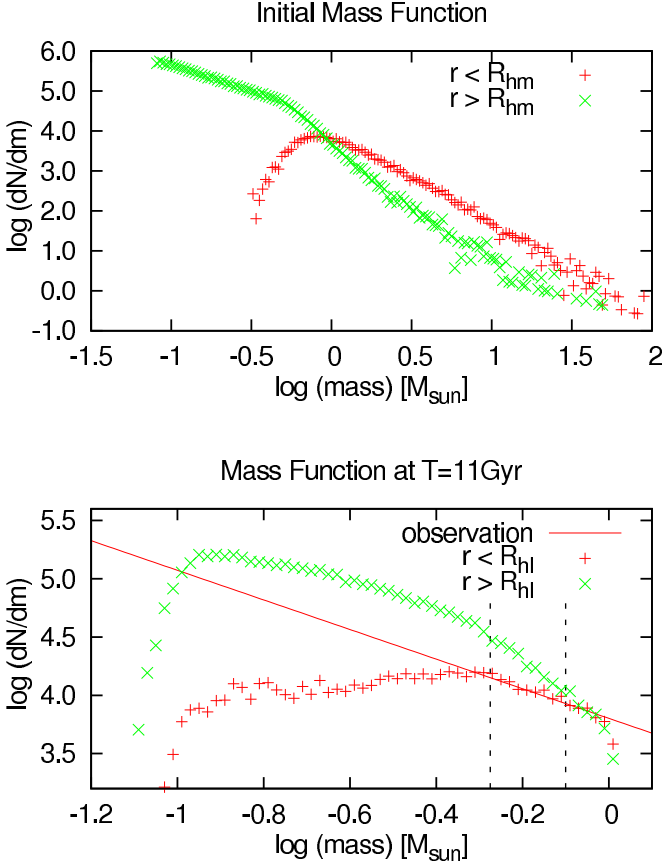 Initial Mass Function
6.0
5.0
4.0
3.0
2.0
1.0
0.0
-1.0
log (dN/dm)
r < R_hm
r > R_hm
-1.5 -1 -0.5 0 0.5 1 1.5 2
log (mass) [M_sun]
Mass Function at T=11Gyr
5.5
5.0
4.5
4.0
3.5
log (dN/dm)
observation
r < R_hl
r > R_hl
-1.2 -1 -0.8 -0.6 -0.4 -0.2 0
log (mass) [M_sun]